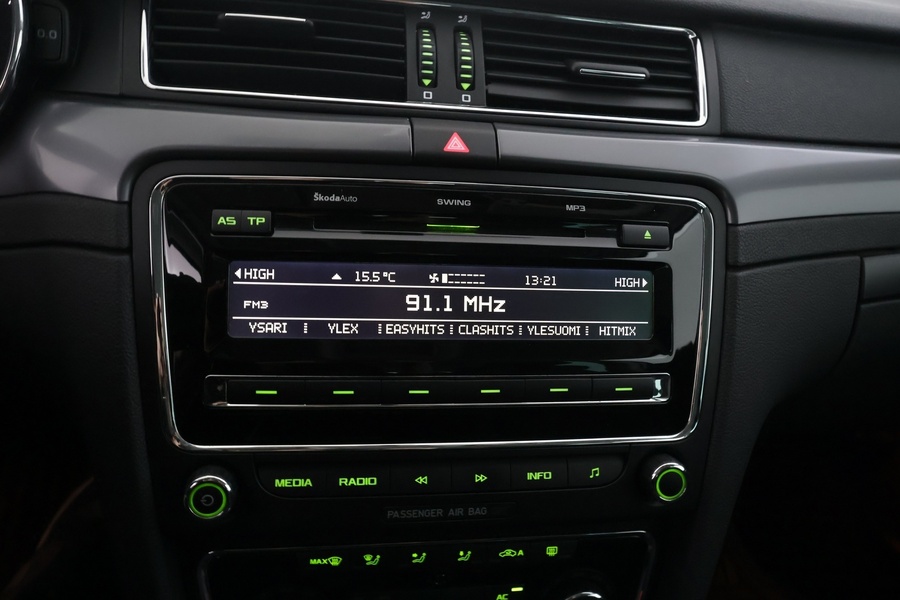 ŠkodaAuto SWING MP3
AS TP
HIGH 15.5°C 13:21 HIGH
FM3 91.1 MHz
YSARI YLEX EASYHITS CLASHITS YLESUOMI HITMIX
MEDIA RADIO INFO
PASSENGER AIR BAG
MAX A
AC